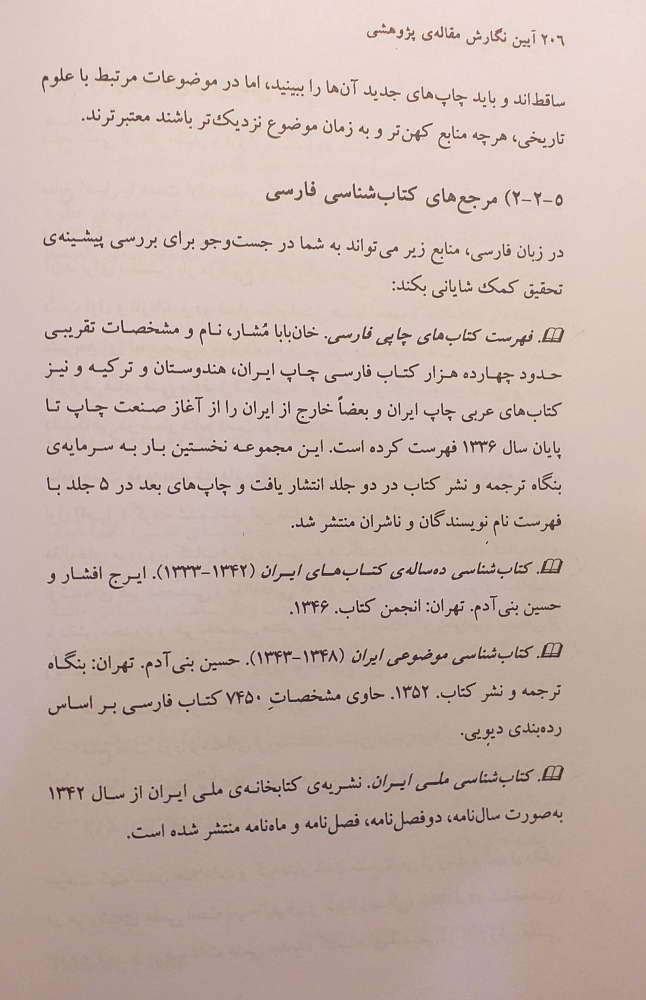 ۲۰۶ آیین نگارش مقاله‌ی پژوهشی
ساقط‌اند و باید چاپ‌های جدید آن‌ها را ببینید، اما در موضوعات مرتبط با علوم
تاریخی، هرچه منابع کهن‌تر و به زمان موضوع نزدیک‌تر باشند معتبرترند.
۵-۲-۲) مرجع‌های کتاب‌شناسی فارسی
در زبان فارسی، منابع زیر می‌تواند به شما در جست‌وجو برای بررسی پیشینه‌ی
تحقیق کمک شایانی بکند:
🕮. فهرست کتاب‌های چاپی فارسی. خان‌بابا مُشار، نام و مشخصات تقریبی
حدود چهارده هزار کتاب فارسی چاپ ایران، هندوستان و ترکیه و نیز
کتاب‌های عربی چاپ ایران و بعضاً خارج از ایران را از آغاز صنعت چاپ تا
پایان سال ۱۳۳۶ فهرست کرده است. این مجموعه نخستین بار به سرمایه‌ی
بنگاه ترجمه و نشر کتاب در دو جلد انتشار یافت و چاپ‌های بعد در ۵ جلد با
فهرست نام نویسندگان و ناشران منتشر شد.
🕮. کتاب‌شناسی ده‌ساله‌ی کتاب‌های ایران (۱۳۴۲-۱۳۳۳). ایرج افشار و
حسین بنی‌آدم. تهران: انجمن کتاب. ۱۳۴۶.
🕮. کتاب‌شناسی موضوعی ایران (۱۳۴۸-۱۳۴۳). حسین بنی‌آدم. تهران: بنگاه
ترجمه و نشر کتاب. ۱۳۵۲. حاوی مشخصاتِ ۷۴۵۰ کتاب فارسی بر اساس
رده‌بندی دیویی.
🕮. کتاب‌شناسی ملی ایران. نشریه‌ی کتابخانه‌ی ملی ایران از سال ۱۳۴۲
به‌صورت سال‌نامه، دوفصل‌نامه، فصل‌نامه و ماه‌نامه منتشر شده است.